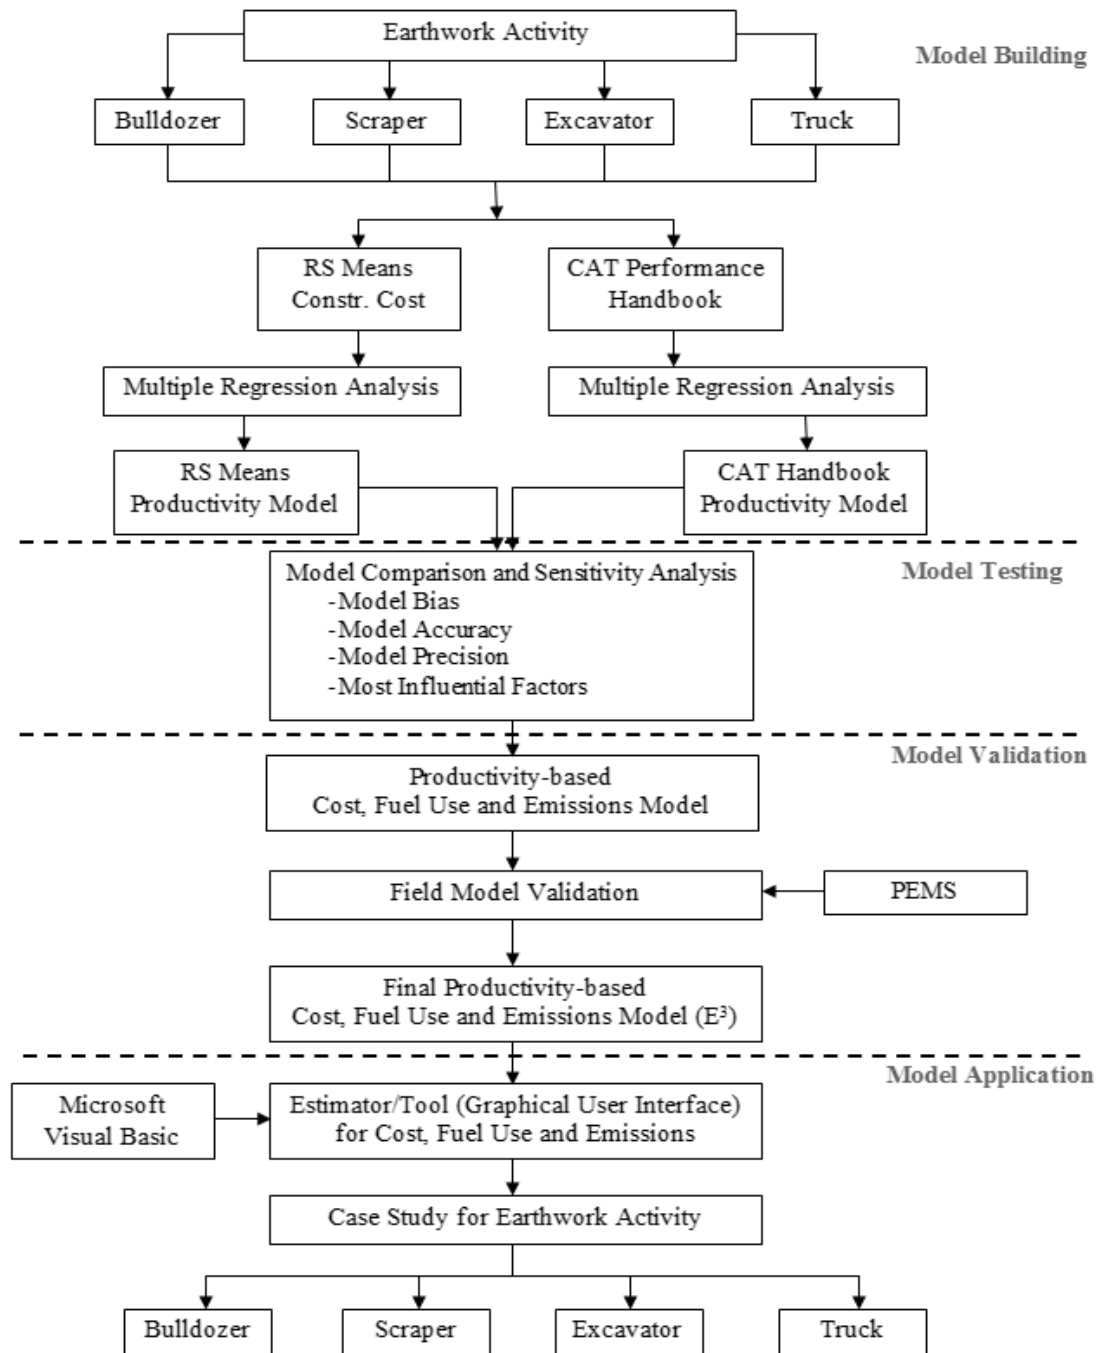 Earthwork Activity
Model Building
Bulldozer
Scraper
Excavator
Truck
RS Means
Constr. Cost
CAT Performance
Handbook
Multiple Regression Analysis
Multiple Regression Analysis
RS Means
Productivity Model
CAT Handbook
Productivity Model
Model Testing
Model Comparison and Sensitivity Analysis
-Model Bias
-Model Accuracy
-Model Precision
-Most Influential Factors
Model Validation
Productivity-based
Cost, Fuel Use and Emissions Model
Field Model Validation
PEMS
Final Productivity-based
Cost, Fuel Use and Emissions Model (E³)
Model Application
Microsoft
Visual Basic
Estimator/Tool (Graphical User Interface)
for Cost, Fuel Use and Emissions
Case Study for Earthwork Activity
Bulldozer
Scraper
Excavator
Truck